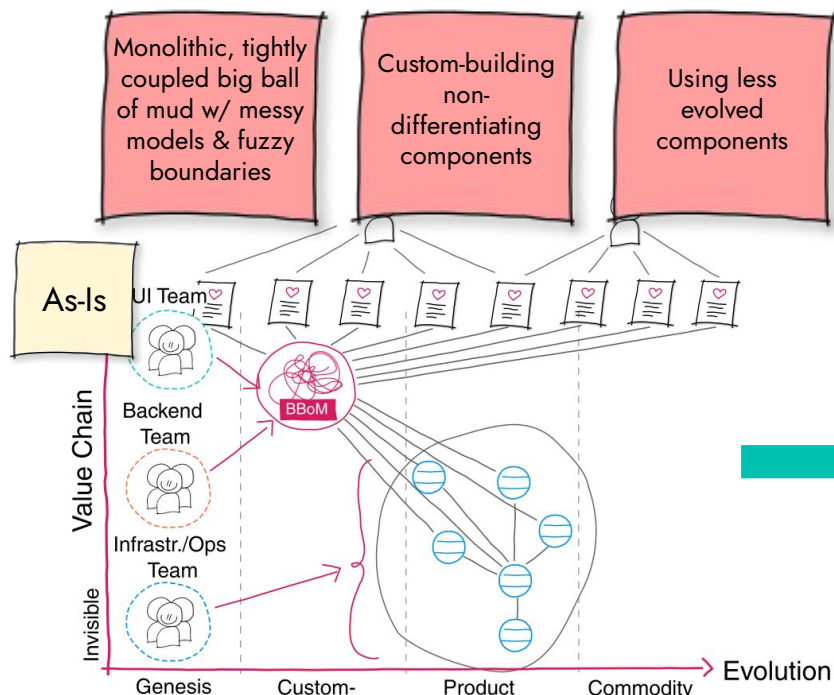 Monolithic, tightly
coupled big ball
of mud w/ messy
models & fuzzy
boundaries
Custom-building
non-
differentiating
components
Using less
evolved
components
As-Is
UI Team
BBoM
Backend
Team
Infrastr./Ops
Team
Value Chain
Invisible
Evolution
Genesis
Custom-
Product
Commodity